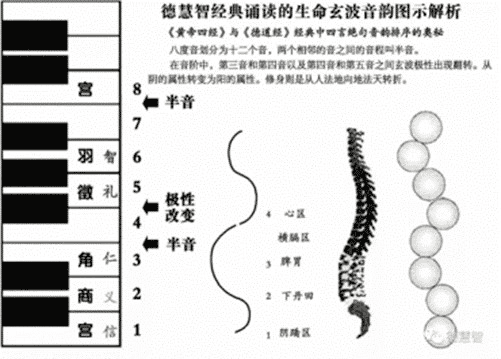 德慧智经典诵读的生命玄波音韵图示解析
《黄帝四经》与《德道经》经典中四言绝句音韵排序的奥秘
八度音划分为十二个音，两个相邻的音之间的音程叫半音。
在音阶中，第三音和第四音以及第四音和第五音之间玄波极性出现翻转。从
阴的属性转变为阳的属性。修身则是从人法地向地法天转折。
宫 8
半音
7
羽 智 6
徵 礼 5
极性
改变
4
半音
角 仁 3
商 义 2
宫 信 1
4 心区
横膈区
3 脾胃
2 下丹田
1 阴蹻区
德慧智